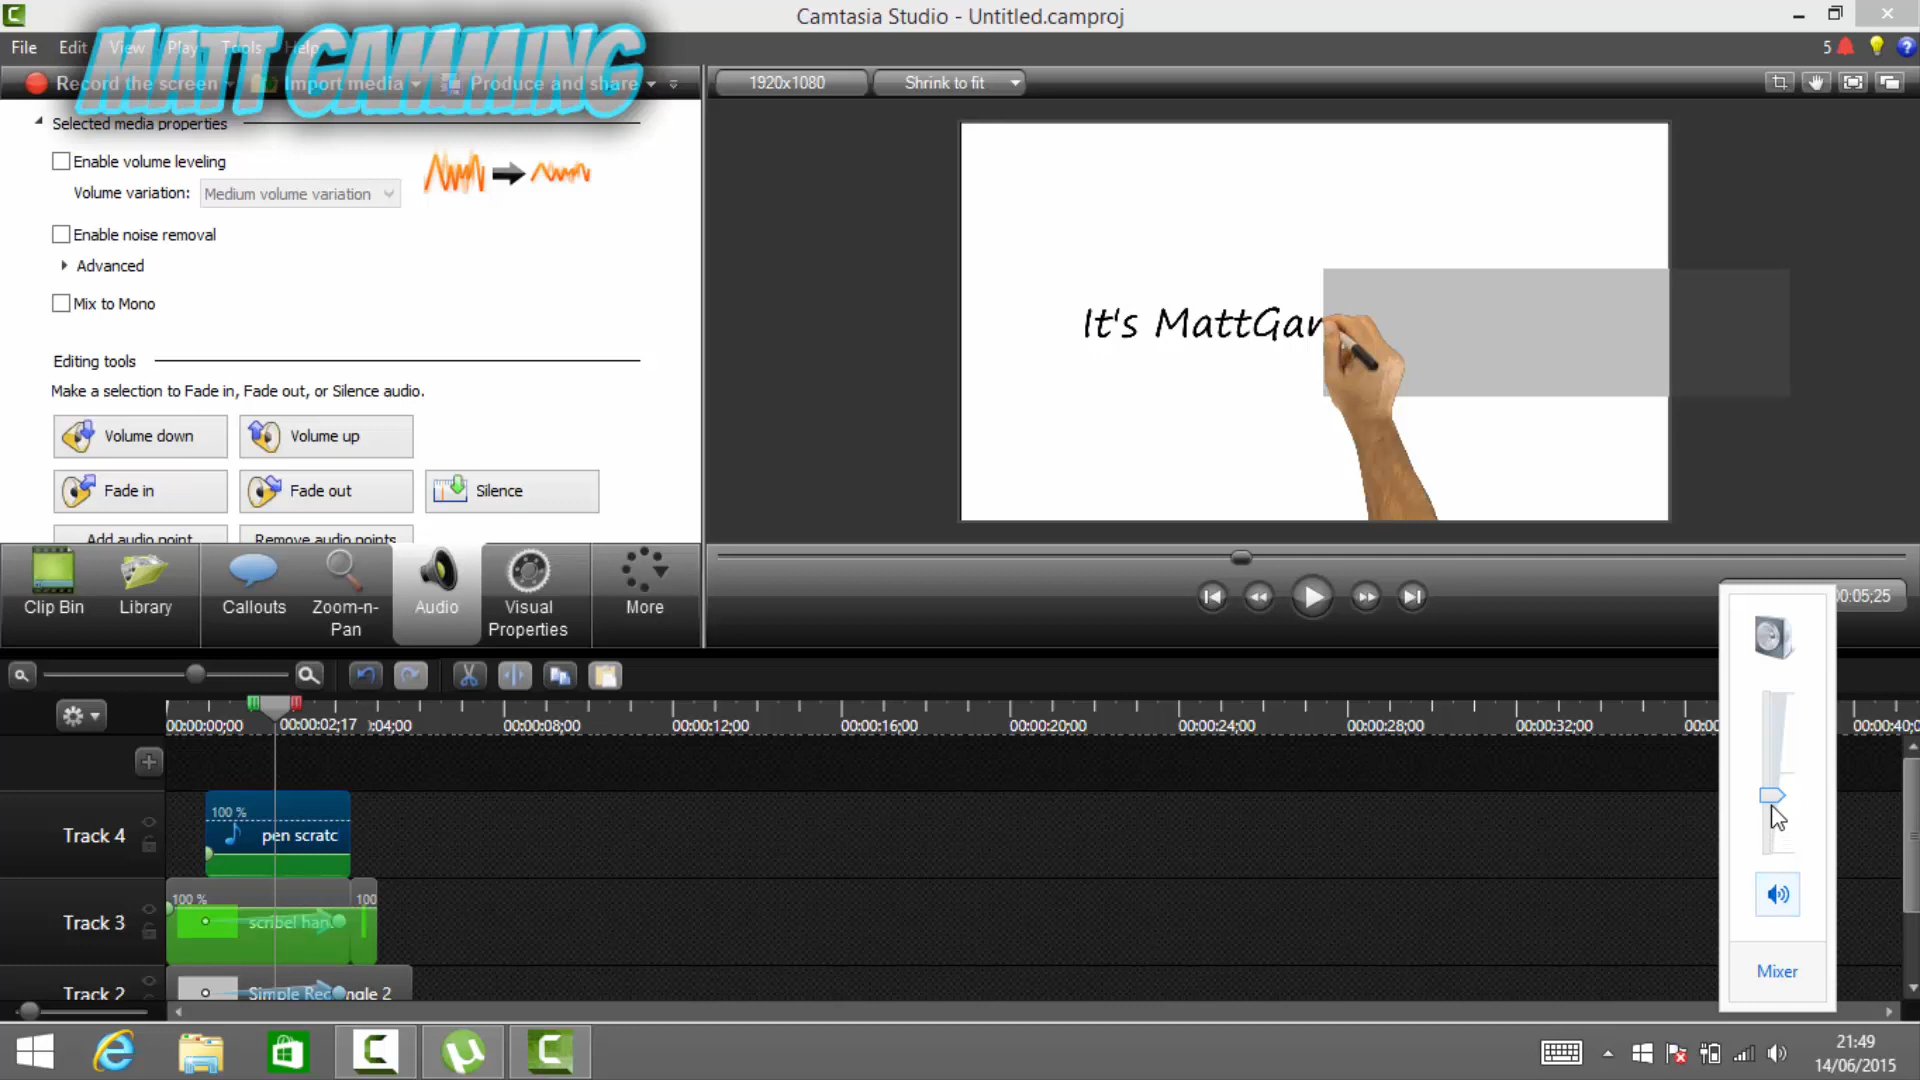 Camtasia Studio - Untitled.camproj
File Edit View Play Tools Help
5
MATT GAMMING
Record the screen Import media Produce and share
1920x1080 Shrink to fit
Selected media properties
Enable volume leveling
Volume variation: Medium volume variation
Enable noise removal
Advanced
Mix to Mono
Editing tools
Make a selection to Fade in, Fade out, or Silence audio.
Volume down Volume up
Fade in Fade out Silence
Add audio point Remove audio points
It's MattGam
Clip Bin Library Callouts Zoom-n-Pan Audio Visual Properties More
00:05;25
00:00:00;00 00:00:02;17 :04;00 00:00:08;00 00:00:12;00 00:00:16;00 00:00:20;00 00:00:24;00 00:00:28;00 00:00:32;00 00:00 00:00:40;0
Track 4 100 % pen scratc
Track 3 100 % scribel han 100
Track 2 Simple Rectangle 2
Mixer
21:49
14/06/2015